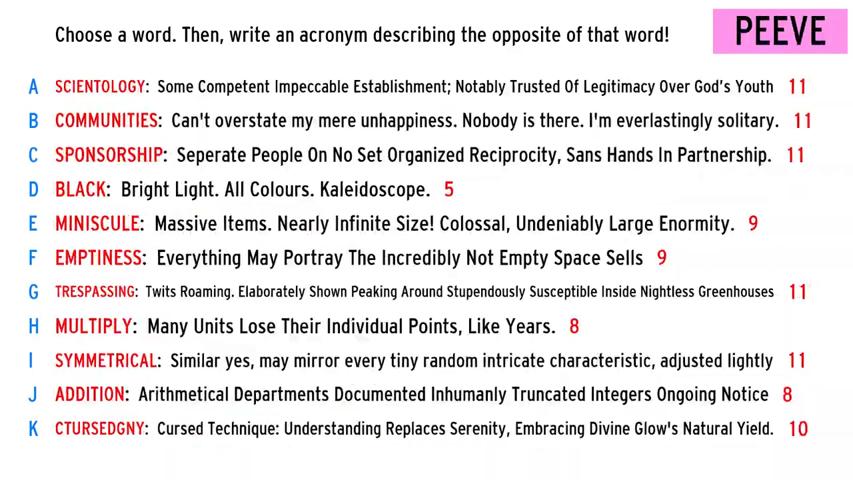 Choose a word. Then, write an acronym describing the opposite of that word!
PEEVE
A SCIENTOLOGY: Some Competent Impeccable Establishment; Notably Trusted Of Legitimacy Over God's Youth 11
B COMMUNITIES: Can't overstate my mere unhappiness. Nobody is there. I'm everlastingly solitary. 11
C SPONSORSHIP: Seperate People On No Set Organized Reciprocity, Sans Hands In Partnership. 11
D BLACK: Bright Light. All Colours. Kaleidoscope. 5
E MINISCULE: Massive Items. Nearly Infinite Size! Colossal, Undeniably Large Enormity. 9
F EMPTINESS: Everything May Portray The Incredibly Not Empty Space Sells 9
G TRESPASSING: Twits Roaming. Elaborately Shown Peaking Around Stupendously Susceptible Inside Nightless Greenhouses 11
H MULTIPLY: Many Units Lose Their Individual Points, Like Years. 8
I SYMMETRICAL: Similar yes, may mirror every tiny random intricate characteristic, adjusted lightly 11
J ADDITION: Arithmetical Departments Documented Inhumanly Truncated Integers Ongoing Notice 8
K CTURSEDGNY: Cursed Technique: Understanding Replaces Serenity, Embracing Divine Glow's Natural Yield. 10